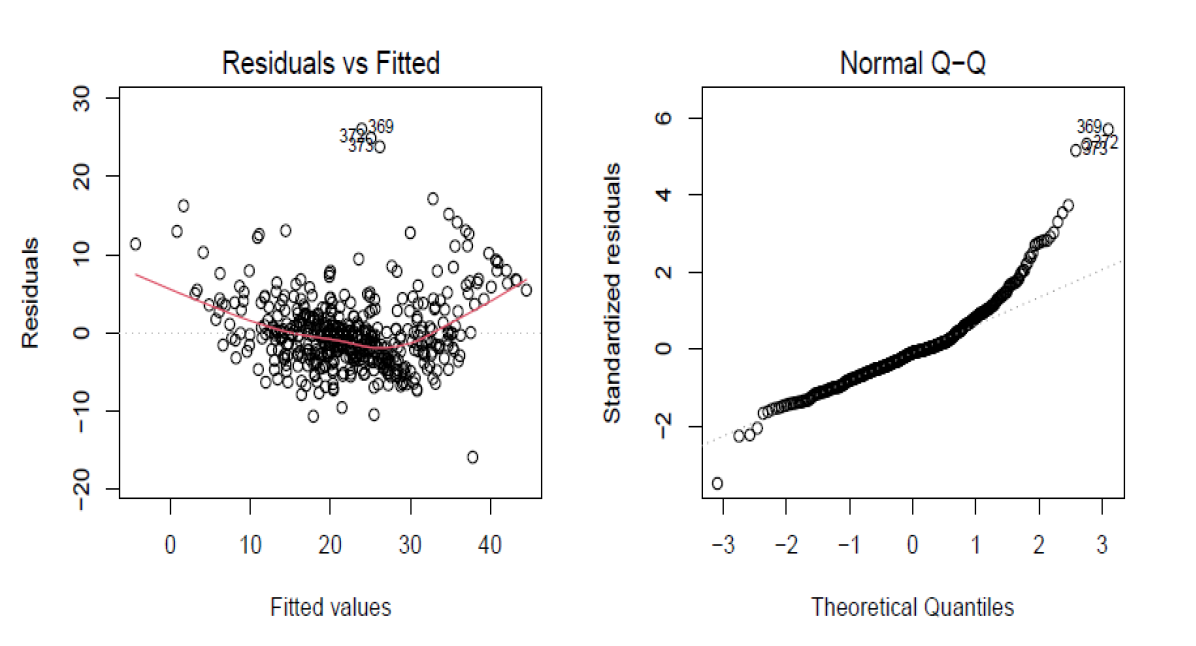 Residuals vs Fitted
Residuals
30
20
10
0
−10
−20
369
372
373
0 10 20 30 40
Fitted values
Normal Q−Q
Standardized residuals
6
4
2
0
−2
369
372
373
−3 −2 −1 0 1 2 3
Theoretical Quantiles